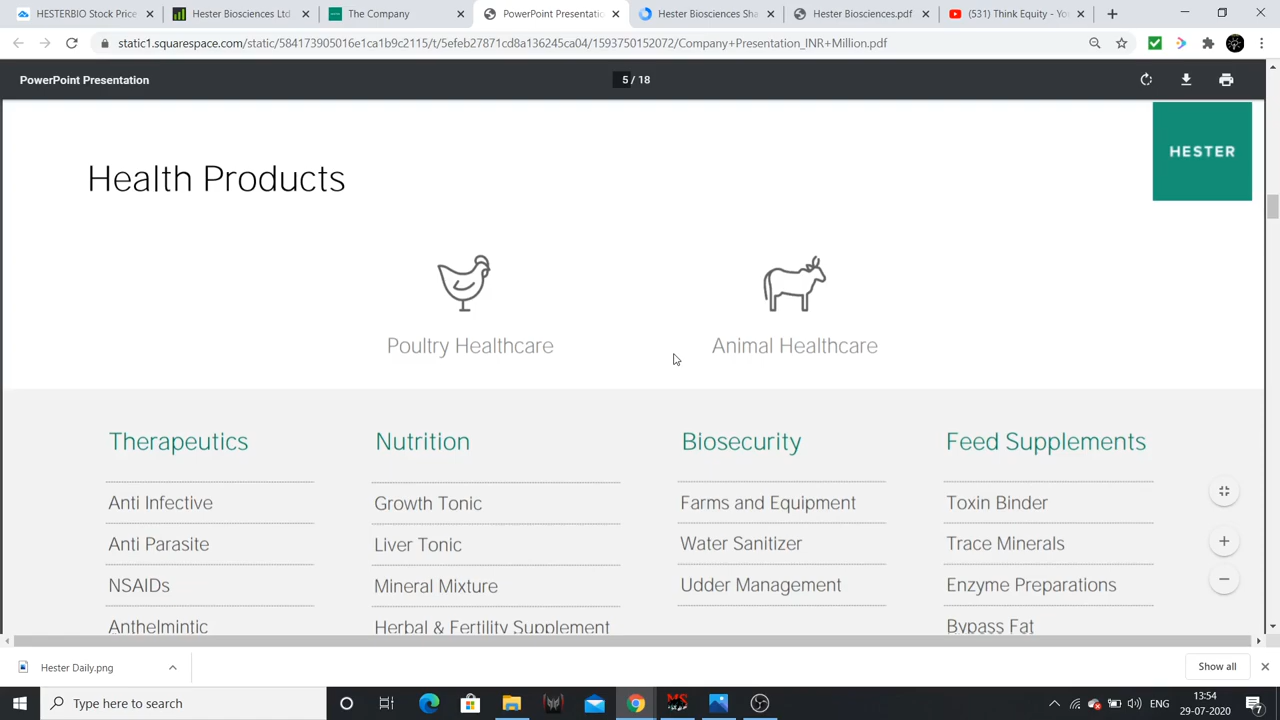 HESTERBIO Stock Price
Hester Biosciences Ltd
The Company
PowerPoint Presentatio
Hester Biosciences Sha
Hester Biosciences.pdf
(531) Think Equity - Yo
static1.squarespace.com/static/584173905016e1ca1b9c2115/t/5efeb27871cd8a136245ca04/1593750152072/Company+Presentation_INR+Million.pdf
PowerPoint Presentation
5 / 18
HESTER
Health Products
Poultry Healthcare
Animal Healthcare
Therapeutics
Anti Infective
Anti Parasite
NSAIDs
Anthelmintic
Nutrition
Growth Tonic
Liver Tonic
Mineral Mixture
Herbal & Fertility Supplement
Biosecurity
Farms and Equipment
Water Sanitizer
Udder Management
Feed Supplements
Toxin Binder
Trace Minerals
Enzyme Preparations
Bypass Fat
Hester Daily.png
Show all
Type here to search
ENG
13:54
29-07-2020
7